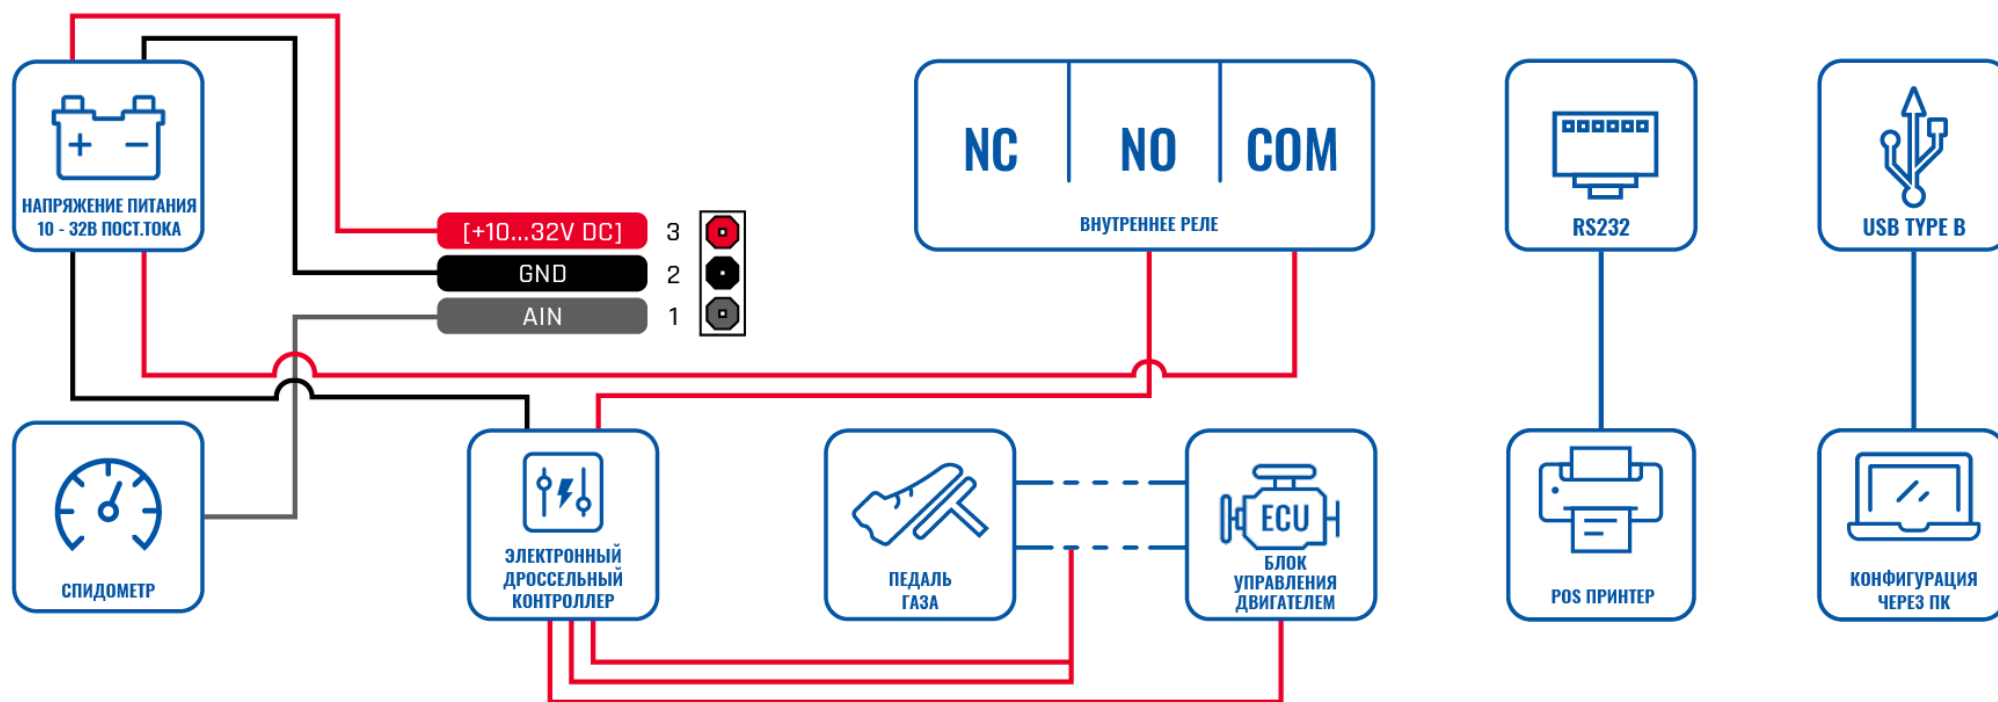 + −
НАПРЯЖЕНИЕ ПИТАНИЯ
10 - 32В ПОСТ.ТОКА
[+10...32V DC] 3
GND 2
AIN 1
NC NO COM
ВНУТРЕННЕЕ РЕЛЕ
RS232
USB TYPE B
СПИДОМЕТР
ЭЛЕКТРОННЫЙ
ДРОССЕЛЬНЫЙ
КОНТРОЛЛЕР
ПЕДАЛЬ
ГАЗА
ECU
БЛОК
УПРАВЛЕНИЯ
ДВИГАТЕЛЕМ
POS ПРИНТЕР
КОНФИГУРАЦИЯ
ЧЕРЕЗ ПК